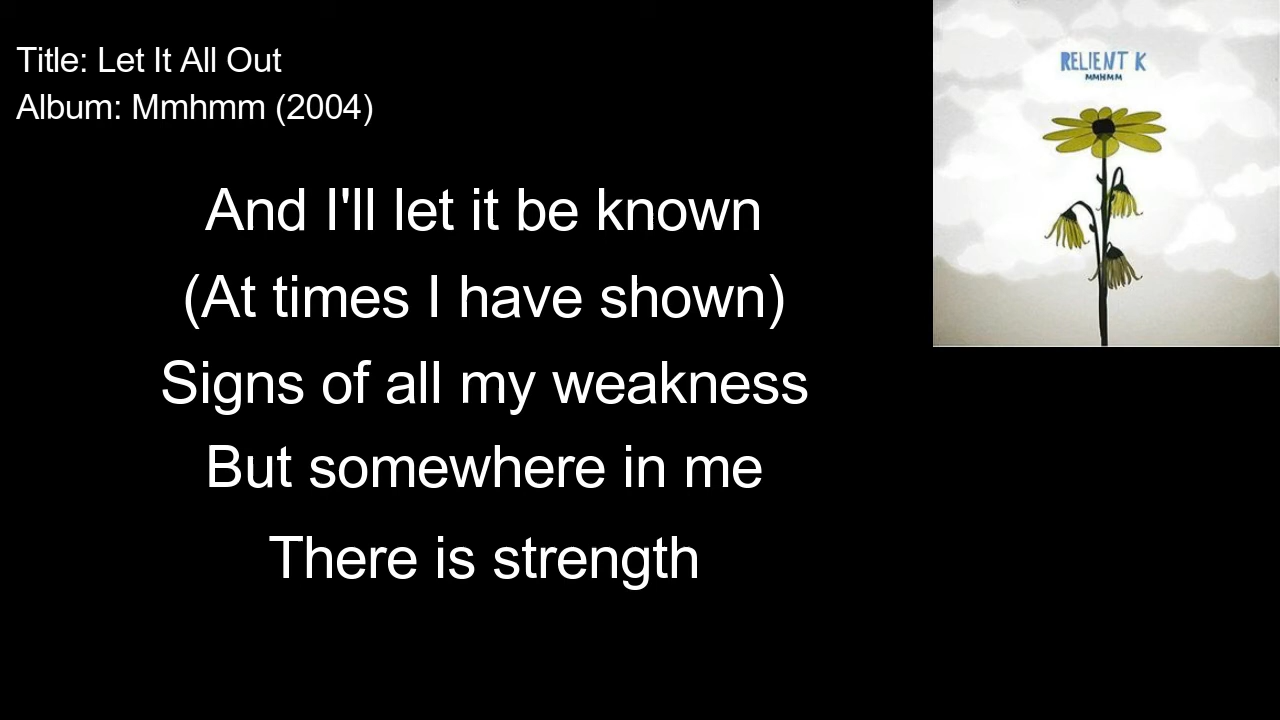 Title: Let It All Out
Album: Mmhmm (2004)
RELIENT K
MMHMM
And I'll let it be known
(At times I have shown)
Signs of all my weakness
But somewhere in me
There is strength